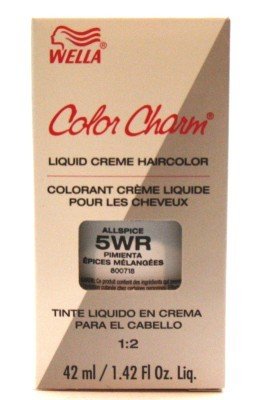 WELLA
Color Charm®
LIQUID CREME HAIRCOLOR
COLORANT CRÈME LIQUIDE
POUR LES CHEVEUX
ALLSPICE
5WR
PIMIENTA
ÉPICES MÉLANGÉES
800718
TINTE LIQUIDO EN CREMA
PARA EL CABELLO
1:2
42 ml / 1.42 Fl Oz. Liq.